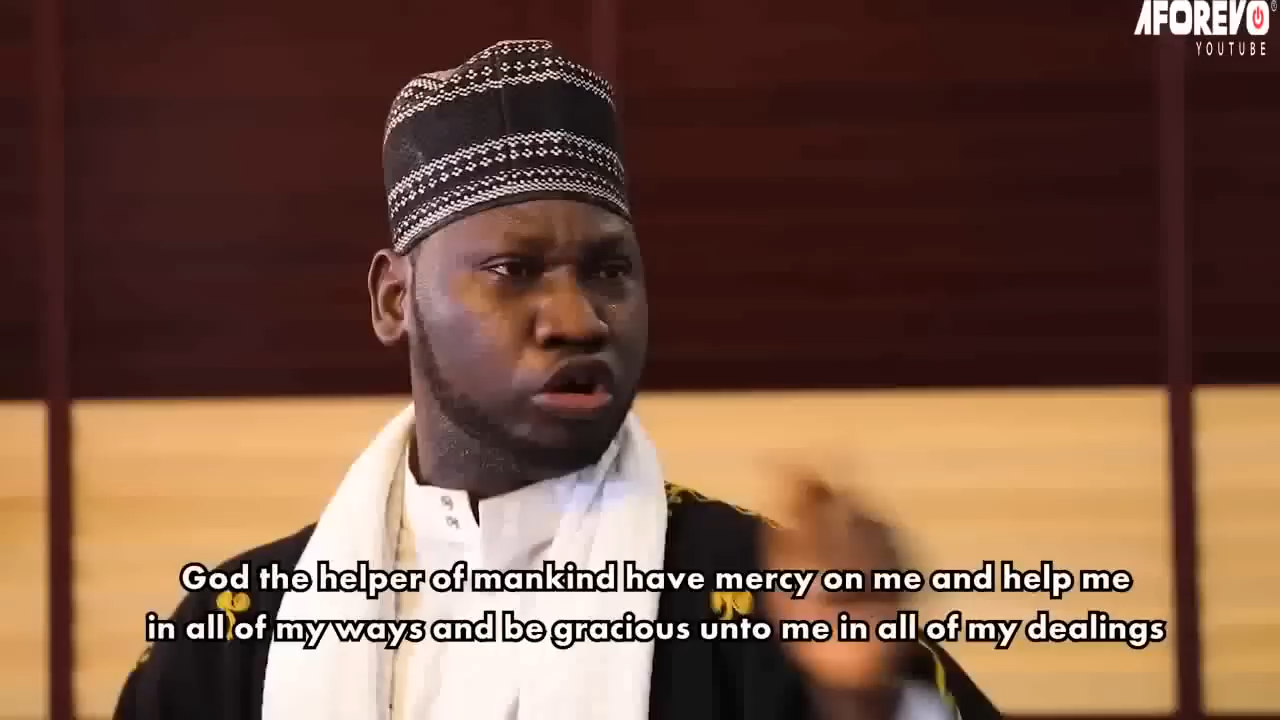 AFOREVO
YOUTUBE
God the helper of mankind have mercy on me and help me
in all of my ways and be gracious unto me in all of my dealings